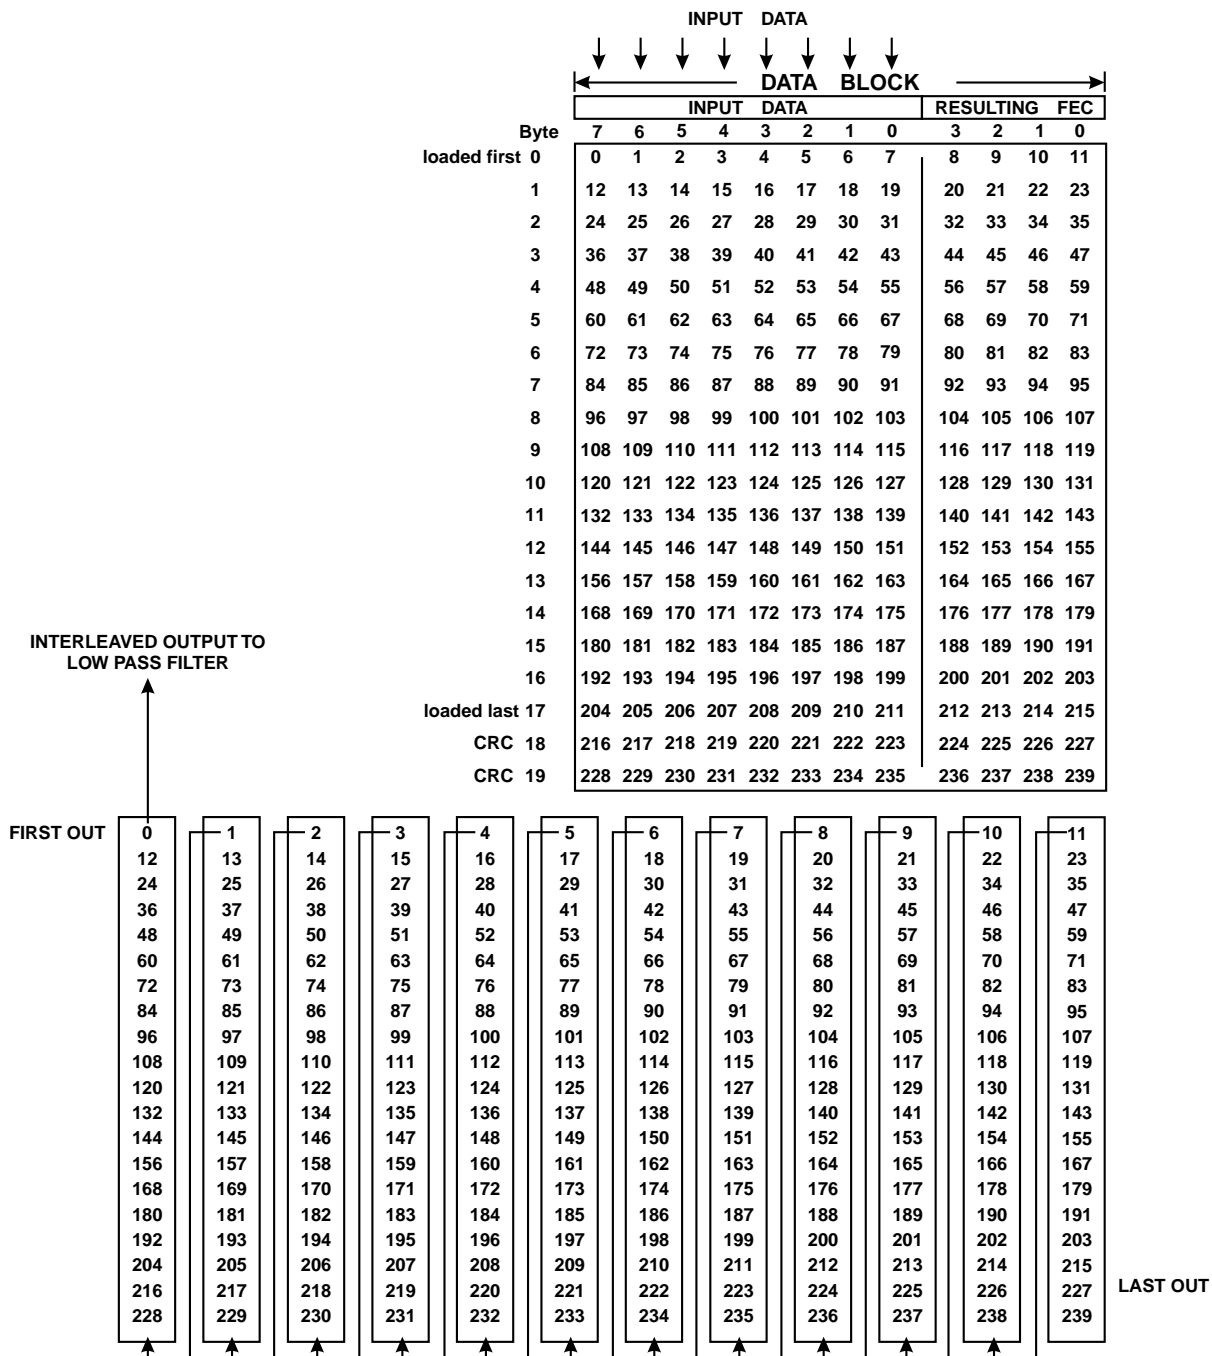 INPUT DATA
DATA BLOCK
INPUT DATA RESULTING FEC
Byte 7 6 5 4 3 2 1 0 3 2 1 0
loaded first 0 0 1 2 3 4 5 6 7 8 9 10 11
1 12 13 14 15 16 17 18 19 20 21 22 23
2 24 25 26 27 28 29 30 31 32 33 34 35
3 36 37 38 39 40 41 42 43 44 45 46 47
4 48 49 50 51 52 53 54 55 56 57 58 59
5 60 61 62 63 64 65 66 67 68 69 70 71
6 72 73 74 75 76 77 78 79 80 81 82 83
7 84 85 86 87 88 89 90 91 92 93 94 95
8 96 97 98 99 100 101 102 103 104 105 106 107
9 108 109 110 111 112 113 114 115 116 117 118 119
10 120 121 122 123 124 125 126 127 128 129 130 131
11 132 133 134 135 136 137 138 139 140 141 142 143
12 144 145 146 147 148 149 150 151 152 153 154 155
13 156 157 158 159 160 161 162 163 164 165 166 167
14 168 169 170 171 172 173 174 175 176 177 178 179
15 180 181 182 183 184 185 186 187 188 189 190 191
16 192 193 194 195 196 197 198 199 200 201 202 203
loaded last 17 204 205 206 207 208 209 210 211 212 213 214 215
CRC 18 216 217 218 219 220 221 222 223 224 225 226 227
CRC 19 228 229 230 231 232 233 234 235 236 237 238 239
INTERLEAVED OUTPUT TO
LOW PASS FILTER
FIRST OUT 0 1 2 3 4 5 6 7 8 9 10 11
12 13 14 15 16 17 18 19 20 21 22 23
24 25 26 27 28 29 30 31 32 33 34 35
36 37 38 39 40 41 42 43 44 45 46 47
48 49 50 51 52 53 54 55 56 57 58 59
60 61 62 63 64 65 66 67 68 69 70 71
72 73 74 75 76 77 78 79 80 81 82 83
84 85 86 87 88 89 90 91 92 93 94 95
96 97 98 99 100 101 102 103 104 105 106 107
108 109 110 111 112 113 114 115 116 117 118 119
120 121 122 123 124 125 126 127 128 129 130 131
132 133 134 135 136 137 138 139 140 141 142 143
144 145 146 147 148 149 150 151 152 153 154 155
156 157 158 159 160 161 162 163 164 165 166 167
168 169 170 171 172 173 174 175 176 177 178 179
180 181 182 183 184 185 186 187 188 189 190 191
192 193 194 195 196 197 198 199 200 201 202 203
204 205 206 207 208 209 210 211 212 213 214 215
216 217 218 219 220 221 222 223 224 225 226 227 LAST OUT
228 229 230 231 232 233 234 235 236 237 238 239